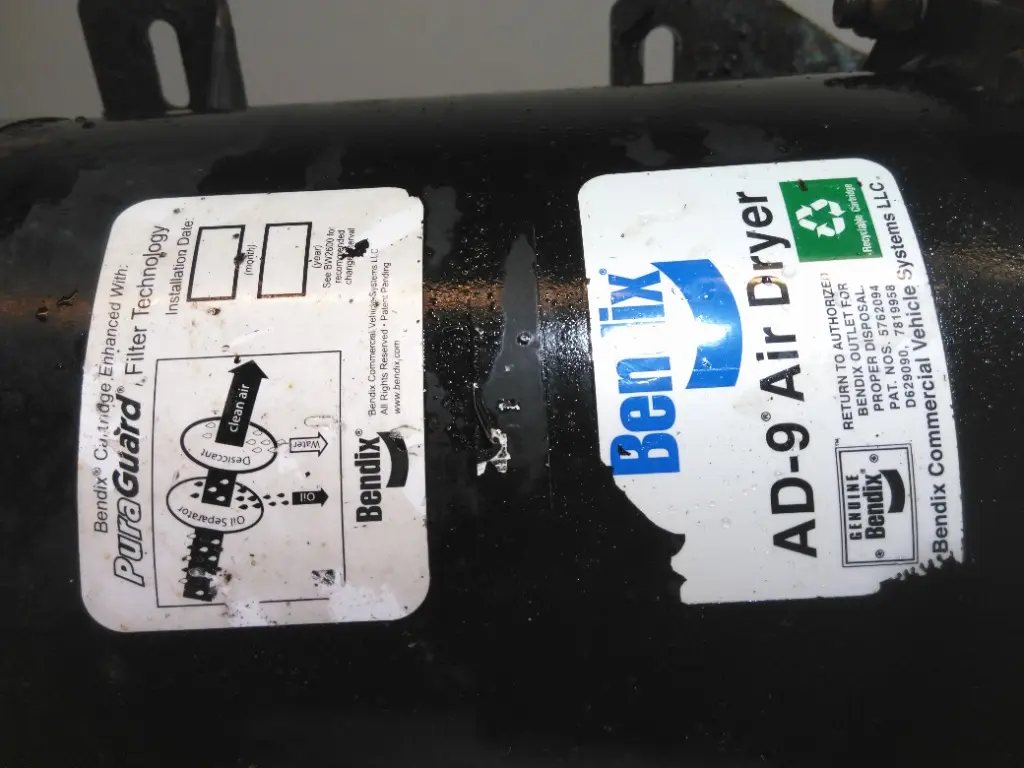 Bendix® Cartridge Enhanced With:
PuraGuard® Filter Technology
Installation Date:
(month)
(year)
See BW2600 for
recommended
change interval
clean air
Desiccant
Water
Oil Separator
Oil
Bendix®
Bendix Commercial Vehicle Systems LLC
All Rights Reserved • Patent Pending
www.bendix.com
Bendix®
AD-9® Air Dryer
Recyclable Cartridge
GENUINE
Bendix®
™
RETURN TO AUTHORIZED
BENDIX OUTLET FOR
PROPER DISPOSAL.
PAT. NOS. 5762094
D629090, 7819958
Bendix Commercial Vehicle Systems LLC